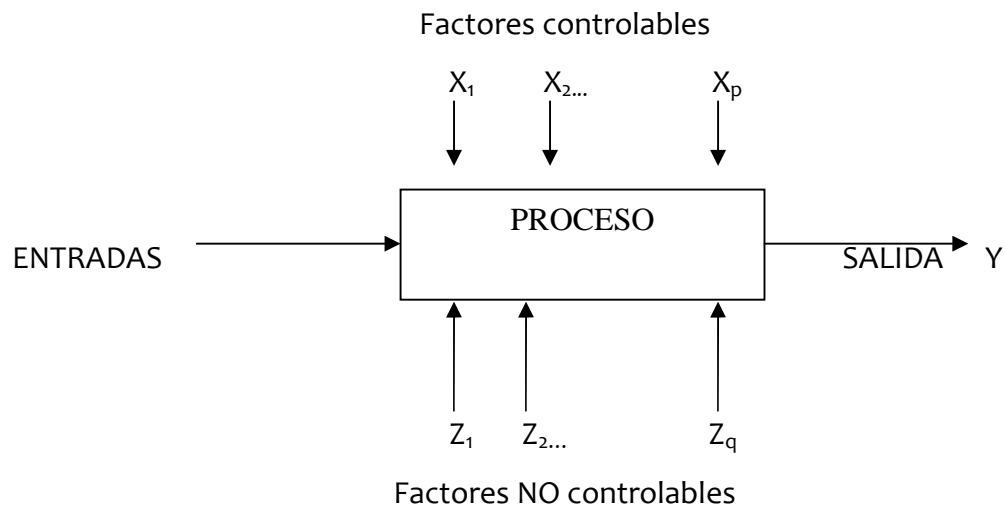 Factores controlables
X₁ X₂... Xₚ
PROCESO
ENTRADAS SALIDA Y
Z₁ Z₂... Z_q
Factores NO controlables